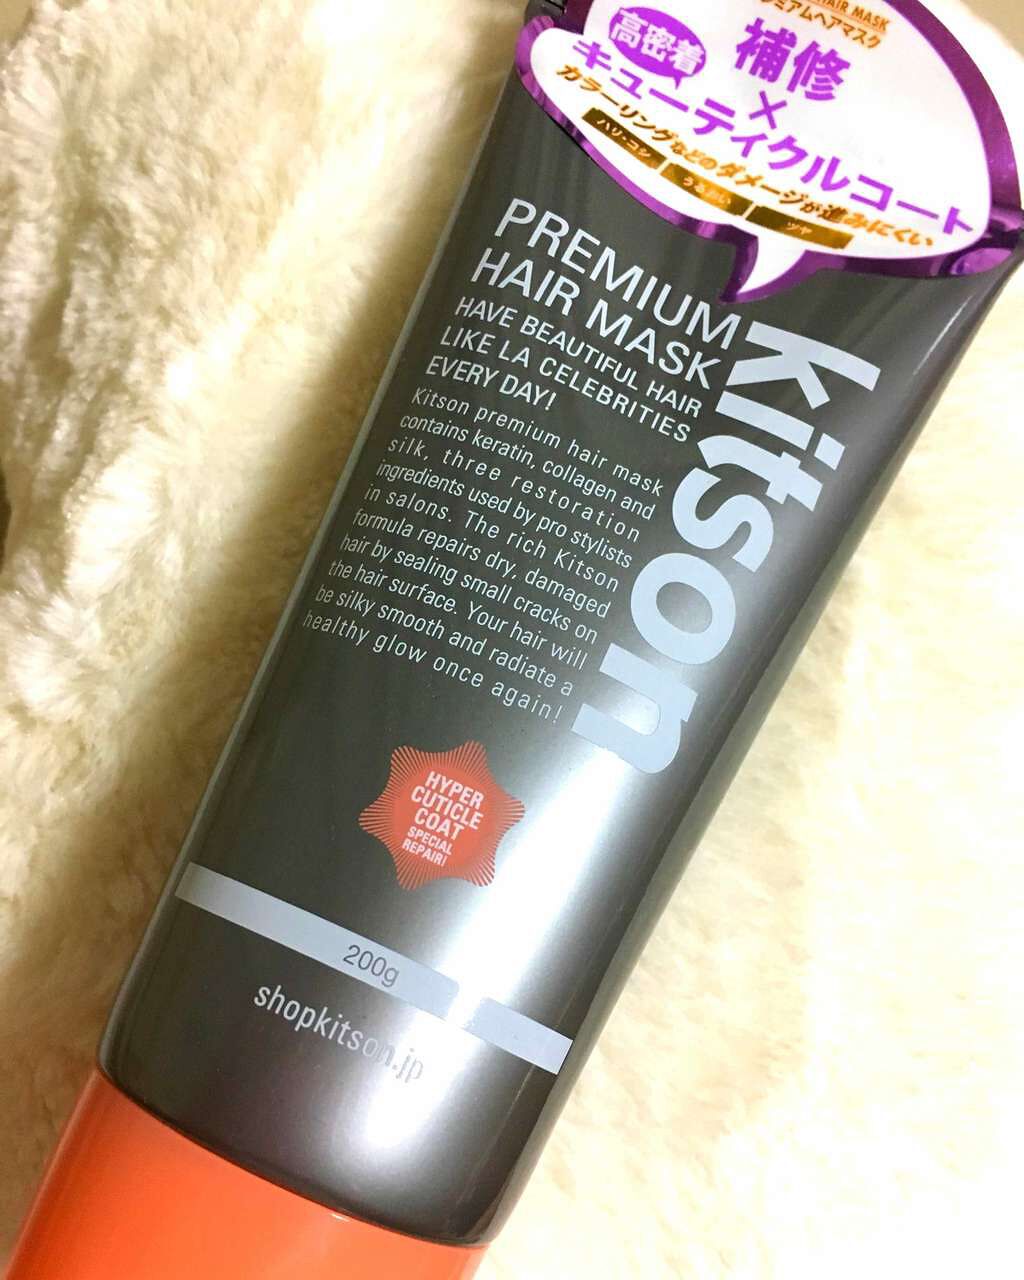 HAIR MASK
ミアムヘアマスク
高密着
補修
×
キューティクルコート
カラーリングなどのダメージが進みにくい
ハリ・コシ
うるおい
ツヤ
PREMIUM
HAIR MASK
HAVE BEAUTIFUL HAIR
LIKE LA CELEBRITIES
EVERY DAY!
Kitson premium hair mask
contains keratin, collagen and
silk, three restoration
ingredients used by pro stylists
in salons. The rich Kitson
formula repairs dry, damaged
hair by sealing small cracks on
the hair surface. Your hair will
be silky smooth and radiate a
healthy glow once again!
kitson
HYPER
CUTICLE
COAT
SPECIAL
REPAIR!
200g
shopkitson.jp